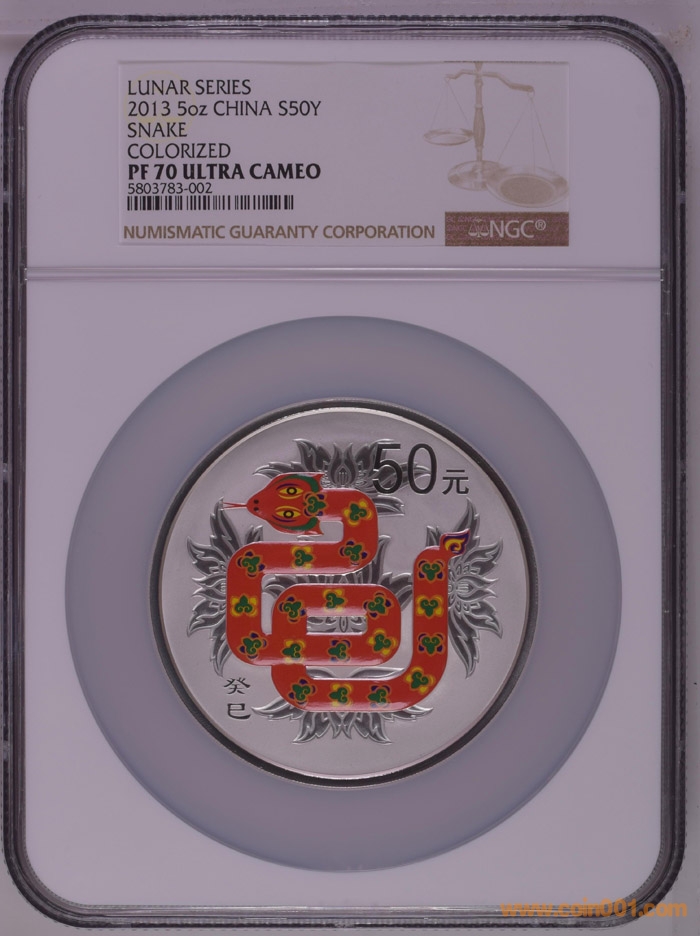 LUNAR SERIES
2013 5oz CHINA S50Y
SNAKE
COLORIZED
PF 70 ULTRA CAMEO
5803783-002
NUMISMATIC GUARANTY CORPORATION
NGC®
50元
癸
巳
www.coin001.com